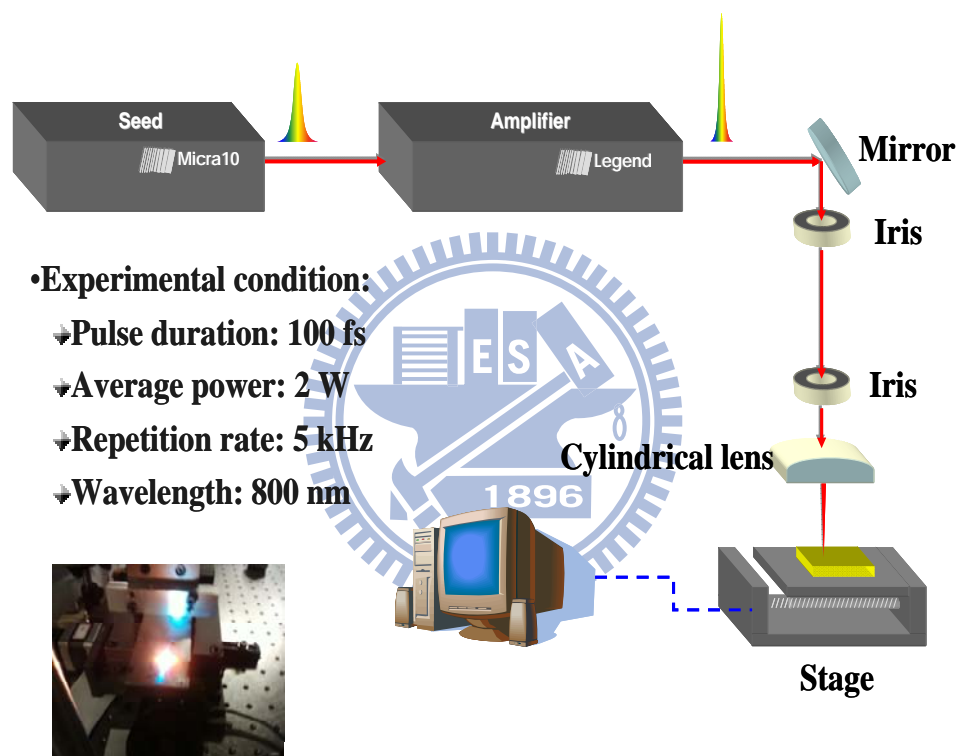 Seed
Micra10
Amplifier
Legend
Mirror
Iris
•Experimental condition:
Pulse duration: 100 fs
Average power: 2 W
Repetition rate: 5 kHz
Wavelength: 800 nm
E S A
8
1896
Iris
Cylindrical lens
Stage